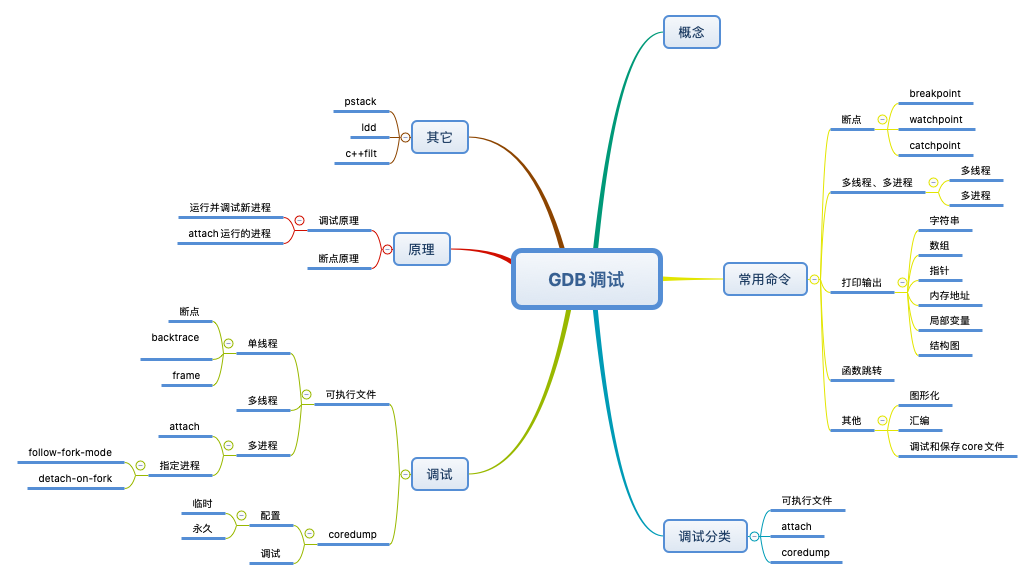 GDB 调试
概念
常用命令
断点
breakpoint
watchpoint
catchpoint
多线程、多进程
多线程
多进程
打印输出
字符串
数组
指针
内存地址
局部变量
结构图
函数跳转
其他
图形化
汇编
调试和保存 core 文件
调试分类
可执行文件
attach
coredump
其它
pstack
ldd
c++filt
原理
调试原理
运行并调试新进程
attach 运行的进程
断点原理
调试
可执行文件
单线程
断点
backtrace
frame
多线程
多进程
attach
指定进程
follow-fork-mode
detach-on-fork
coredump
配置
临时
永久
调试